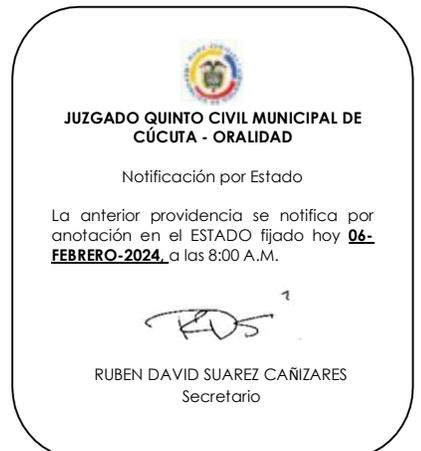 JUZGADO QUINTO CIVIL MUNICIPAL DE
CÚCUTA - ORALIDAD
Notificación por Estado
La anterior providencia se notifica por
anotación en el ESTADO fijado hoy 06-
FEBRERO-2024, a las 8:00 A.M.
RUBEN DAVID SUAREZ CAÑIZARES
Secretario